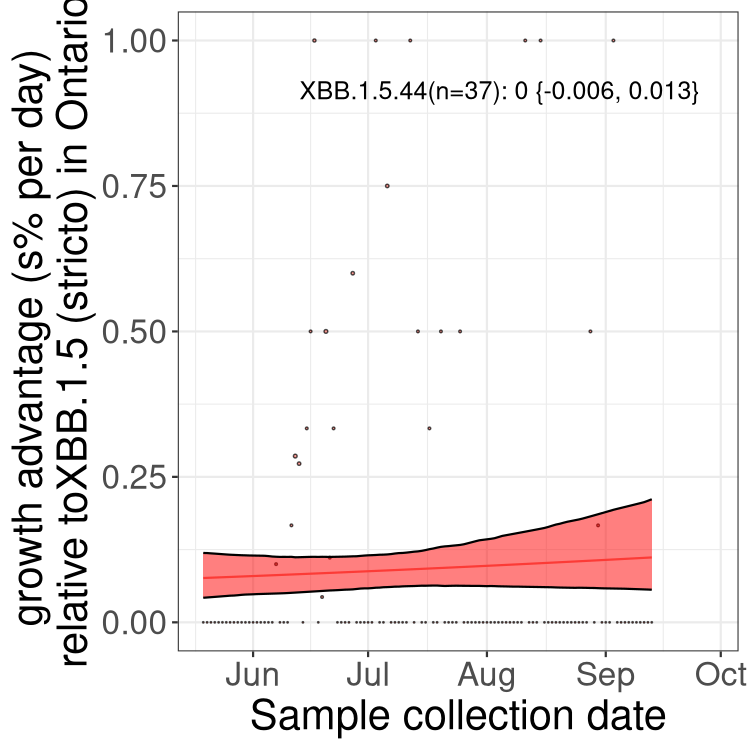 growth advantage (s% per day)
relative toXBB.1.5 (stricto) in Ontario
1.00
0.75
0.50
0.25
0.00
XBB.1.5.44(n=37): 0 {-0.006, 0.013}
Jun Jul Aug Sep Oct
Sample collection date